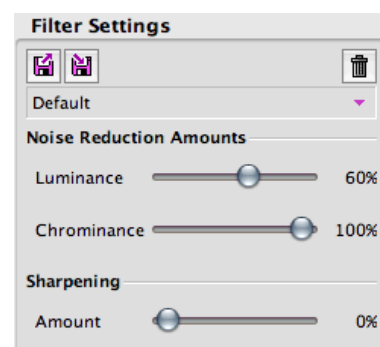 Filter Settings
Default
Noise Reduction Amounts
Luminance 60%
Chrominance 100%
Sharpening
Amount 0%